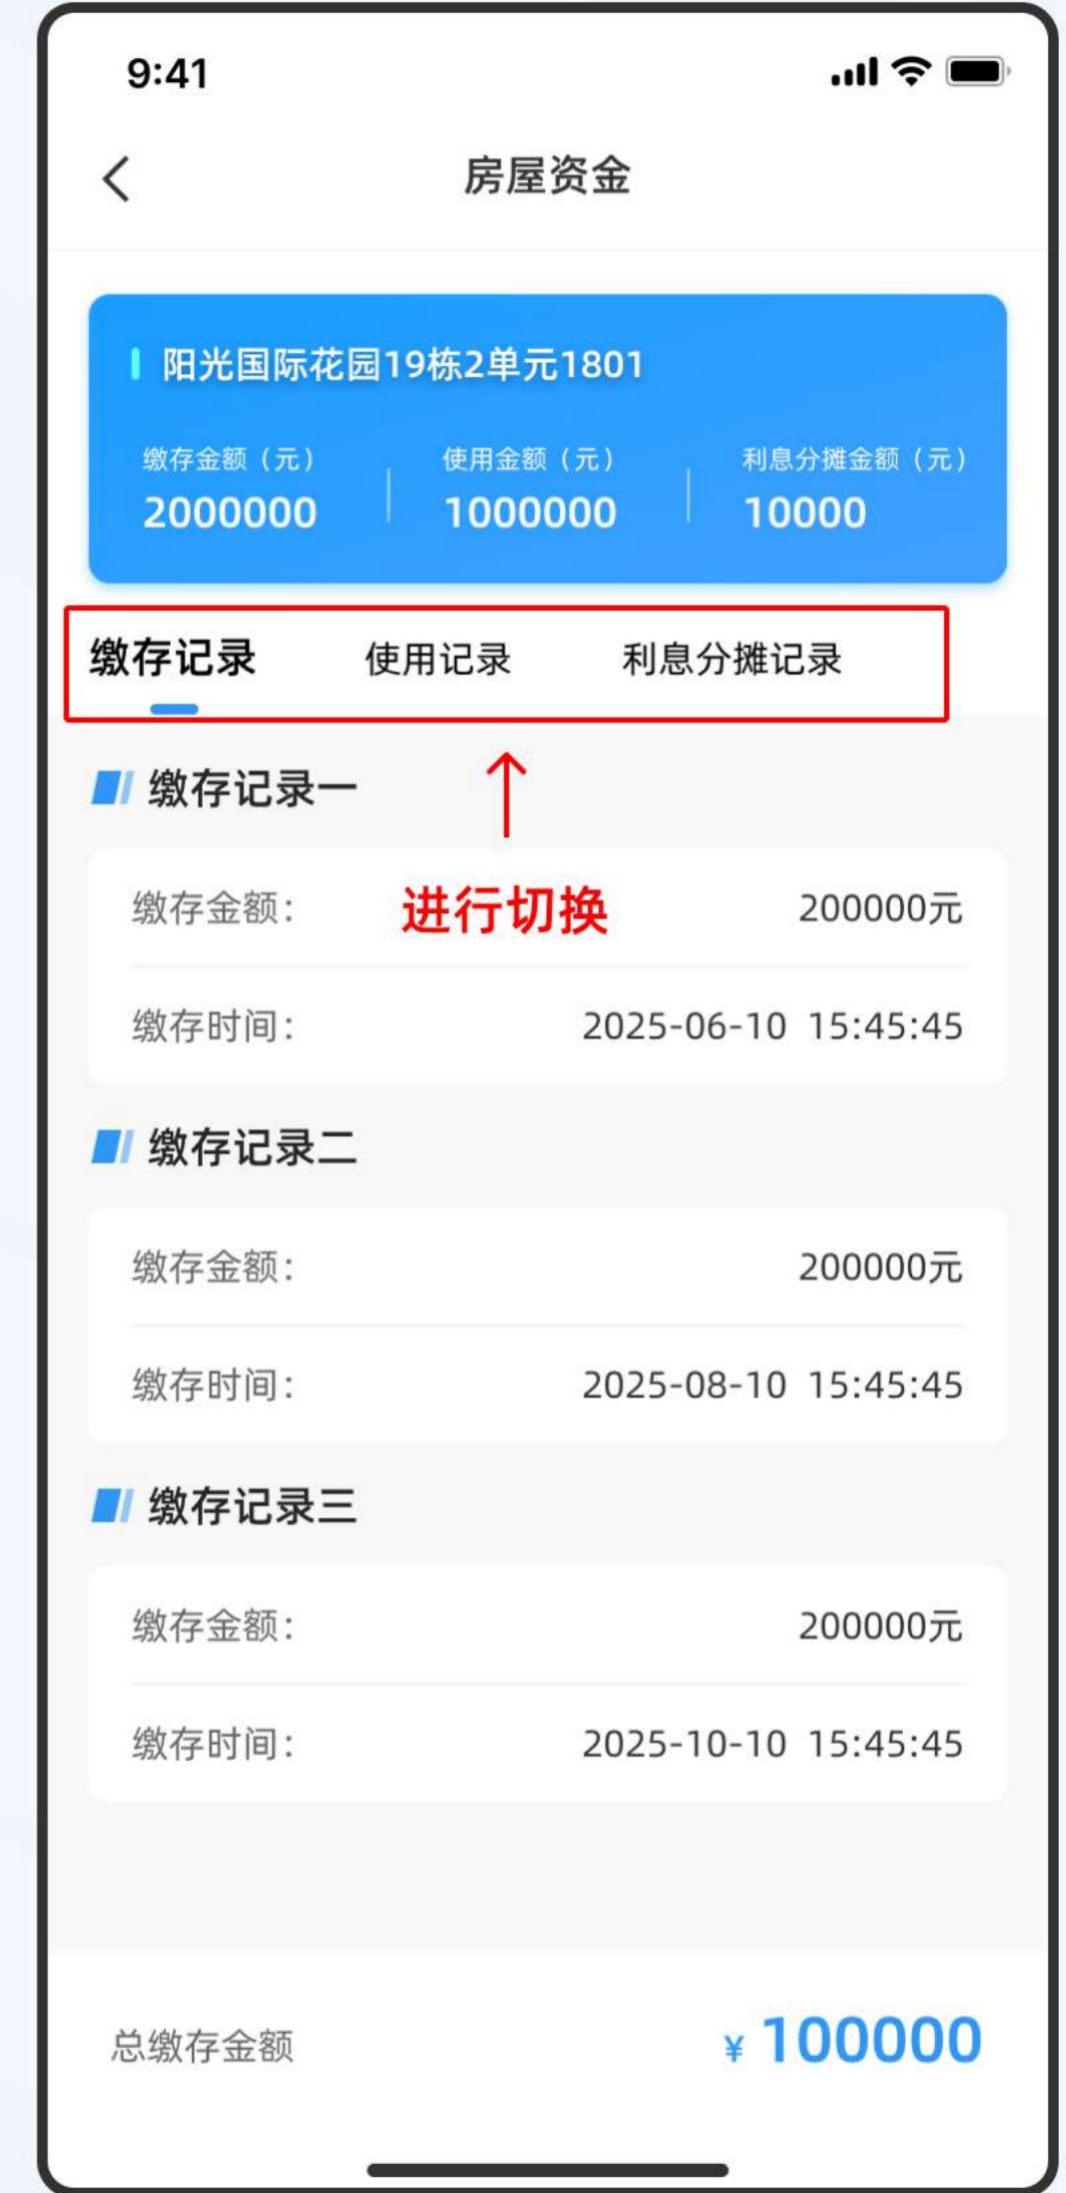 9:41
房屋资金
阳光国际花园19栋2单元1801
缴存金额（元） 使用金额（元） 利息分摊金额（元）
2000000 1000000 10000
缴存记录 使用记录 利息分摊记录
缴存记录一
缴存金额： 进行切换 200000元
缴存时间： 2025-06-10 15:45:45
缴存记录二
缴存金额： 200000元
缴存时间： 2025-08-10 15:45:45
缴存记录三
缴存金额： 200000元
缴存时间： 2025-10-10 15:45:45
总缴存金额 ¥ 100000